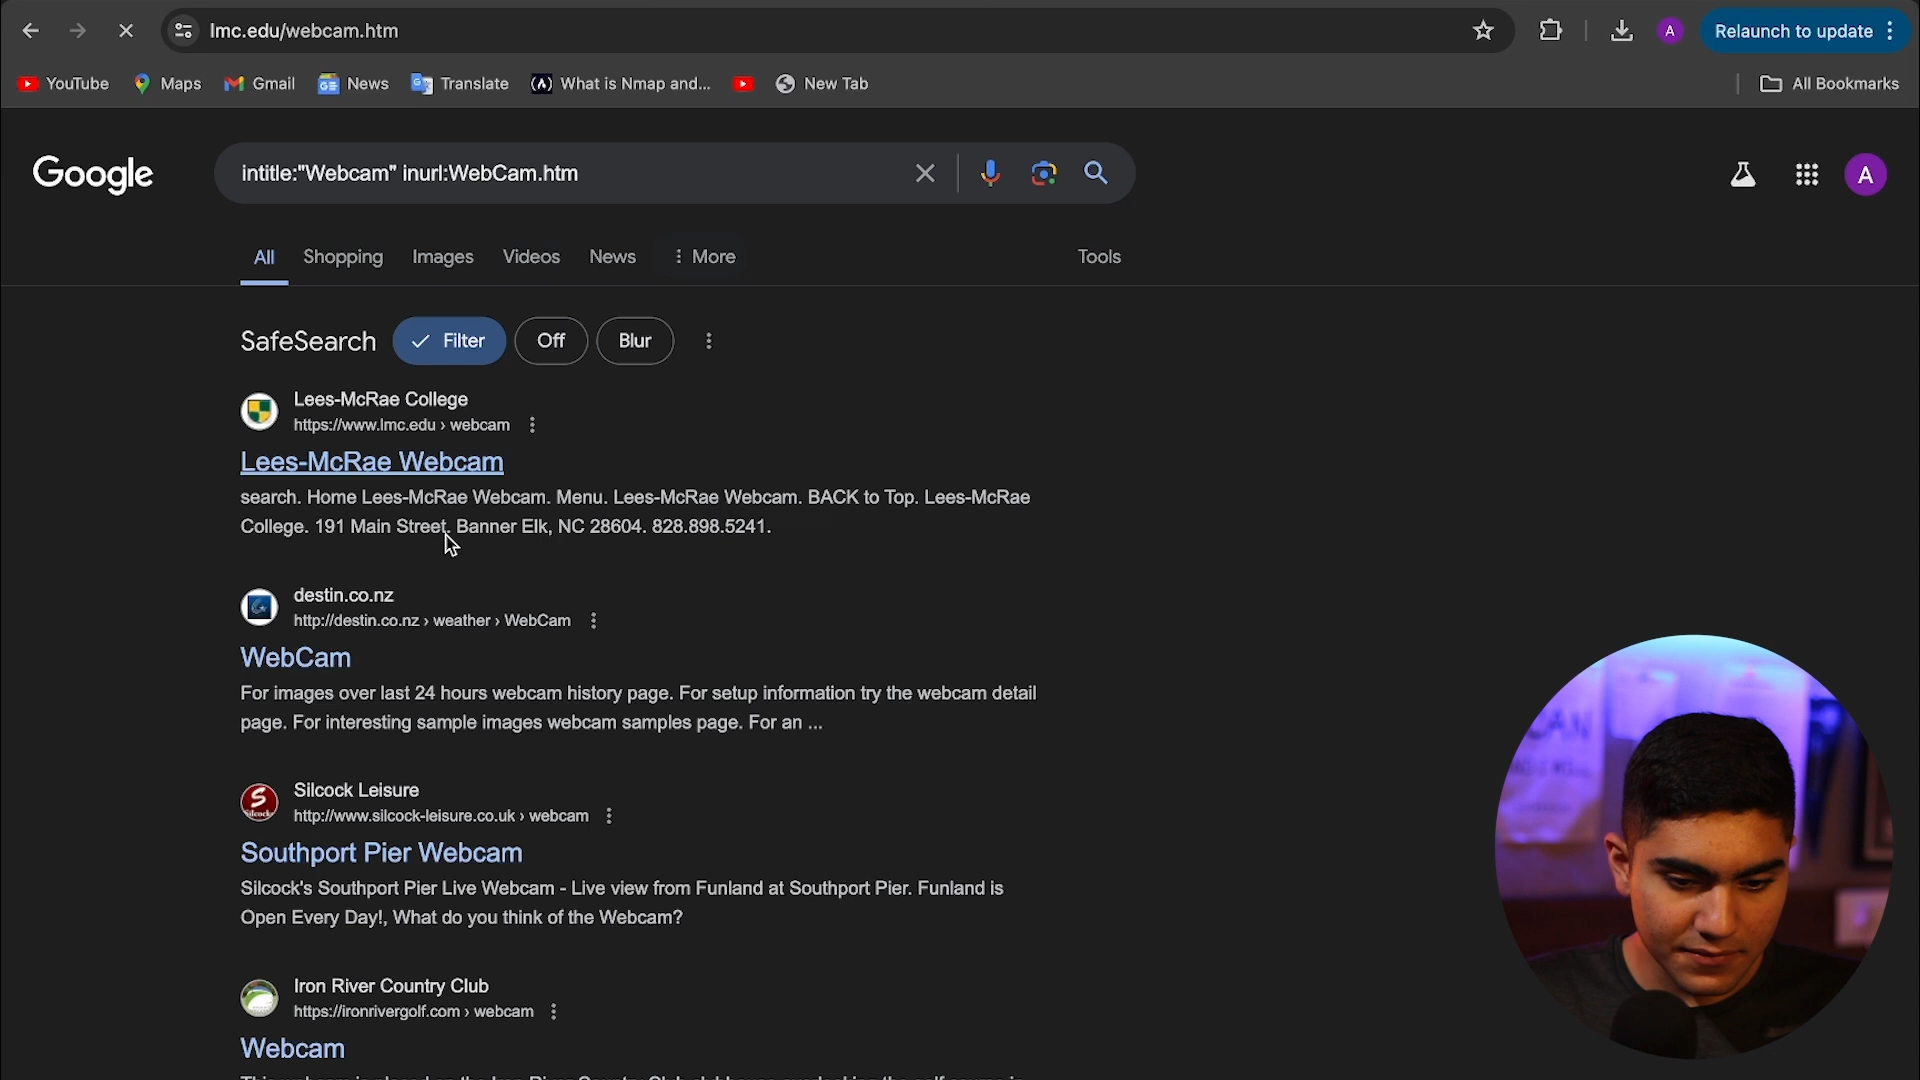 lmc.edu/webcam.htm
A
Relaunch to update
YouTube
Maps
Gmail
News
Translate
What is Nmap and...
New Tab
All Bookmarks
Google
intitle:"Webcam" inurl:WebCam.htm
A
All
Shopping
Images
Videos
News
More
Tools
SafeSearch
Filter
Off
Blur
Lees-McRae College
https://www.lmc.edu › webcam
Lees-McRae Webcam
search. Home Lees-McRae Webcam. Menu. Lees-McRae Webcam. BACK to Top. Lees-McRae
College. 191 Main Street. Banner Elk, NC 28604. 828.898.5241.
destin.co.nz
http://destin.co.nz › weather › WebCam
WebCam
For images over last 24 hours webcam history page. For setup information try the webcam detail
page. For interesting sample images webcam samples page. For an ...
Silcock Leisure
http://www.silcock-leisure.co.uk › webcam
Southport Pier Webcam
Silcock's Southport Pier Live Webcam - Live view from Funland at Southport Pier. Funland is
Open Every Day!, What do you think of the Webcam?
Iron River Country Club
https://ironrivergolf.com › webcam
Webcam